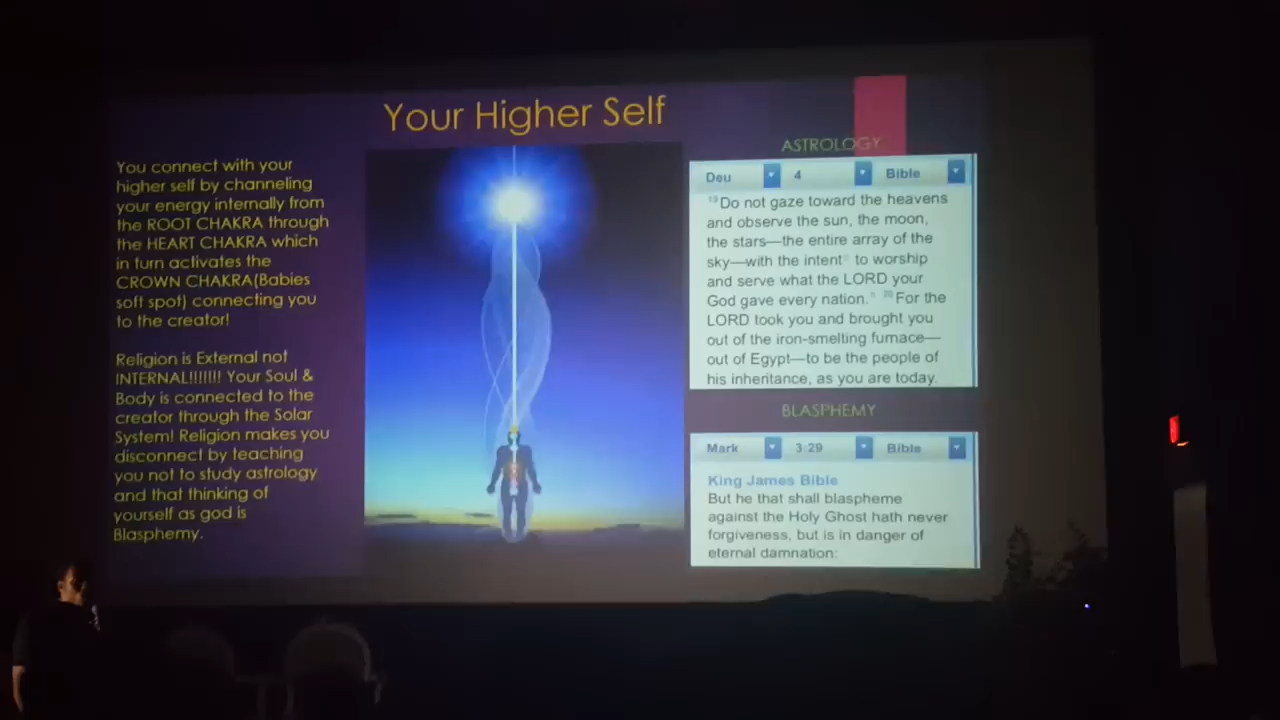 Your Higher Self
You connect with your
higher self by channeling
your energy internally from
the ROOT CHAKRA through
the HEART CHAKRA which
in turn activates the
CROWN CHAKRA(Babies
soft spot) connecting you
to the creator!
Religion is External not
INTERNAL!!!!!!! Your Soul &
Body is connected to the
creator through the Solar
System! Religion makes you
disconnect by teaching
you not to study astrology
and that thinking of
yourself as god is
Blasphemy.
ASTROLOGY
Deu 4 Bible
19 Do not gaze toward the heavens
and observe the sun, the moon,
the stars—the entire array of the
sky—with the intent to worship
and serve what the LORD your
God gave every nation. 20 For the
LORD took you and brought you
out of the iron-smelting furnace—
out of Egypt—to be the people of
his inheritance, as you are today
BLASPHEMY
Mark 3:29 Bible
King James Bible
But he that shall blaspheme
against the Holy Ghost hath never
forgiveness, but is in danger of
eternal damnation: